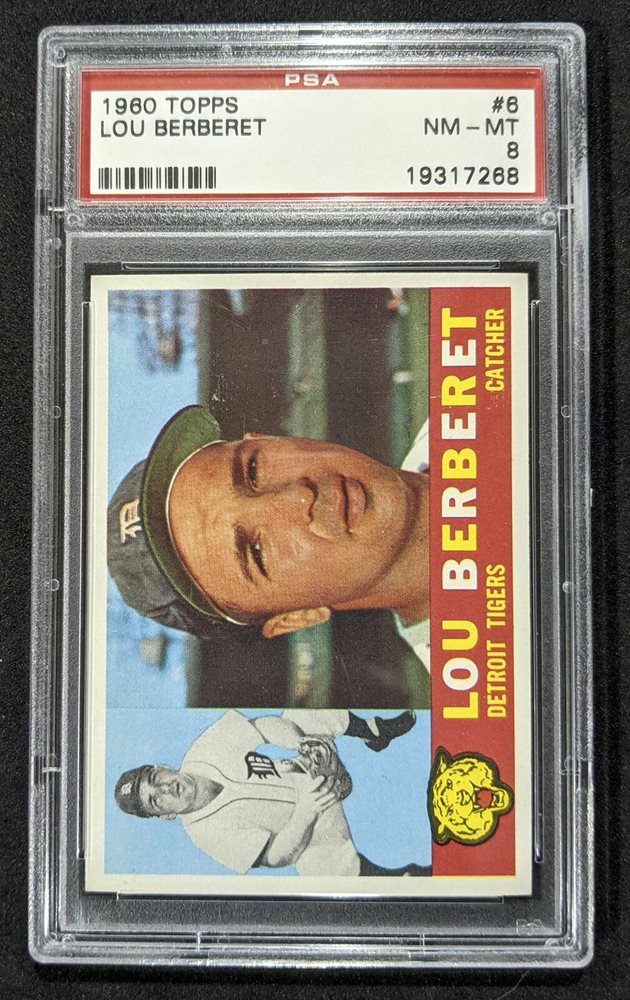 PSA
1960 TOPPS #6
LOU BERBERET NM - MT
8
19317268
LOU BERBERET
DETROIT TIGERS CATCHER
D
D
D